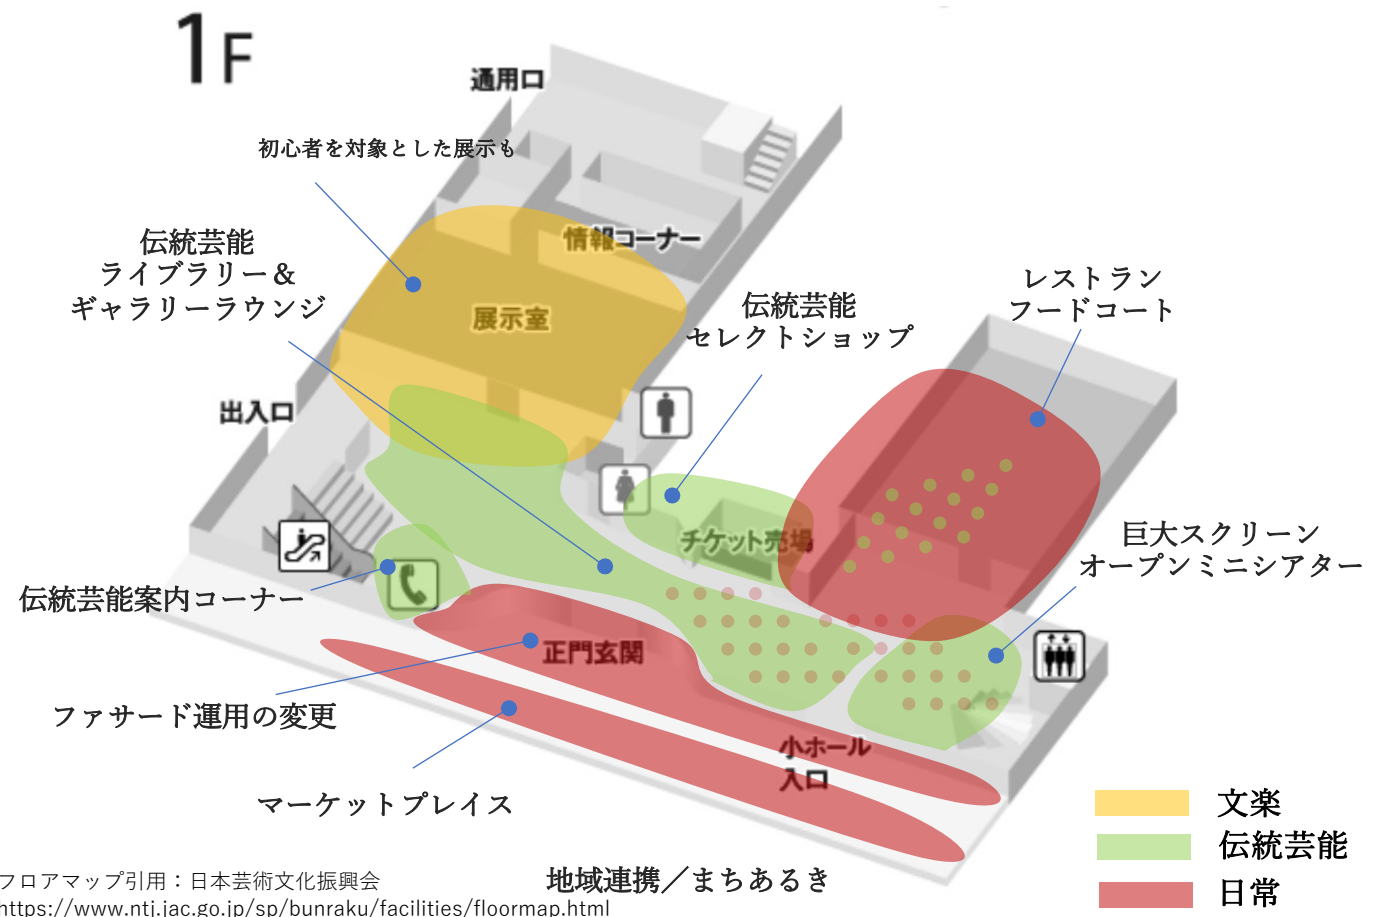 1F
通用口
初心者を対象とした展示も
伝統芸能
ライブラリー＆
ギャラリーラウンジ
情報コーナー
展示室
伝統芸能
セレクトショップ
レストラン
フードコート
出入口
チケット売場
巨大スクリーン
オープンミニシアター
伝統芸能案内コーナー
正門玄関
ファサード運用の変更
小ホール
入口
マーケットプレイス
文楽
伝統芸能
日常
地域連携／まちあるき
フロアマップ引用：日本芸術文化振興会
https://www.ntj.jac.go.jp/sp/bunraku/facilities/floormap.html